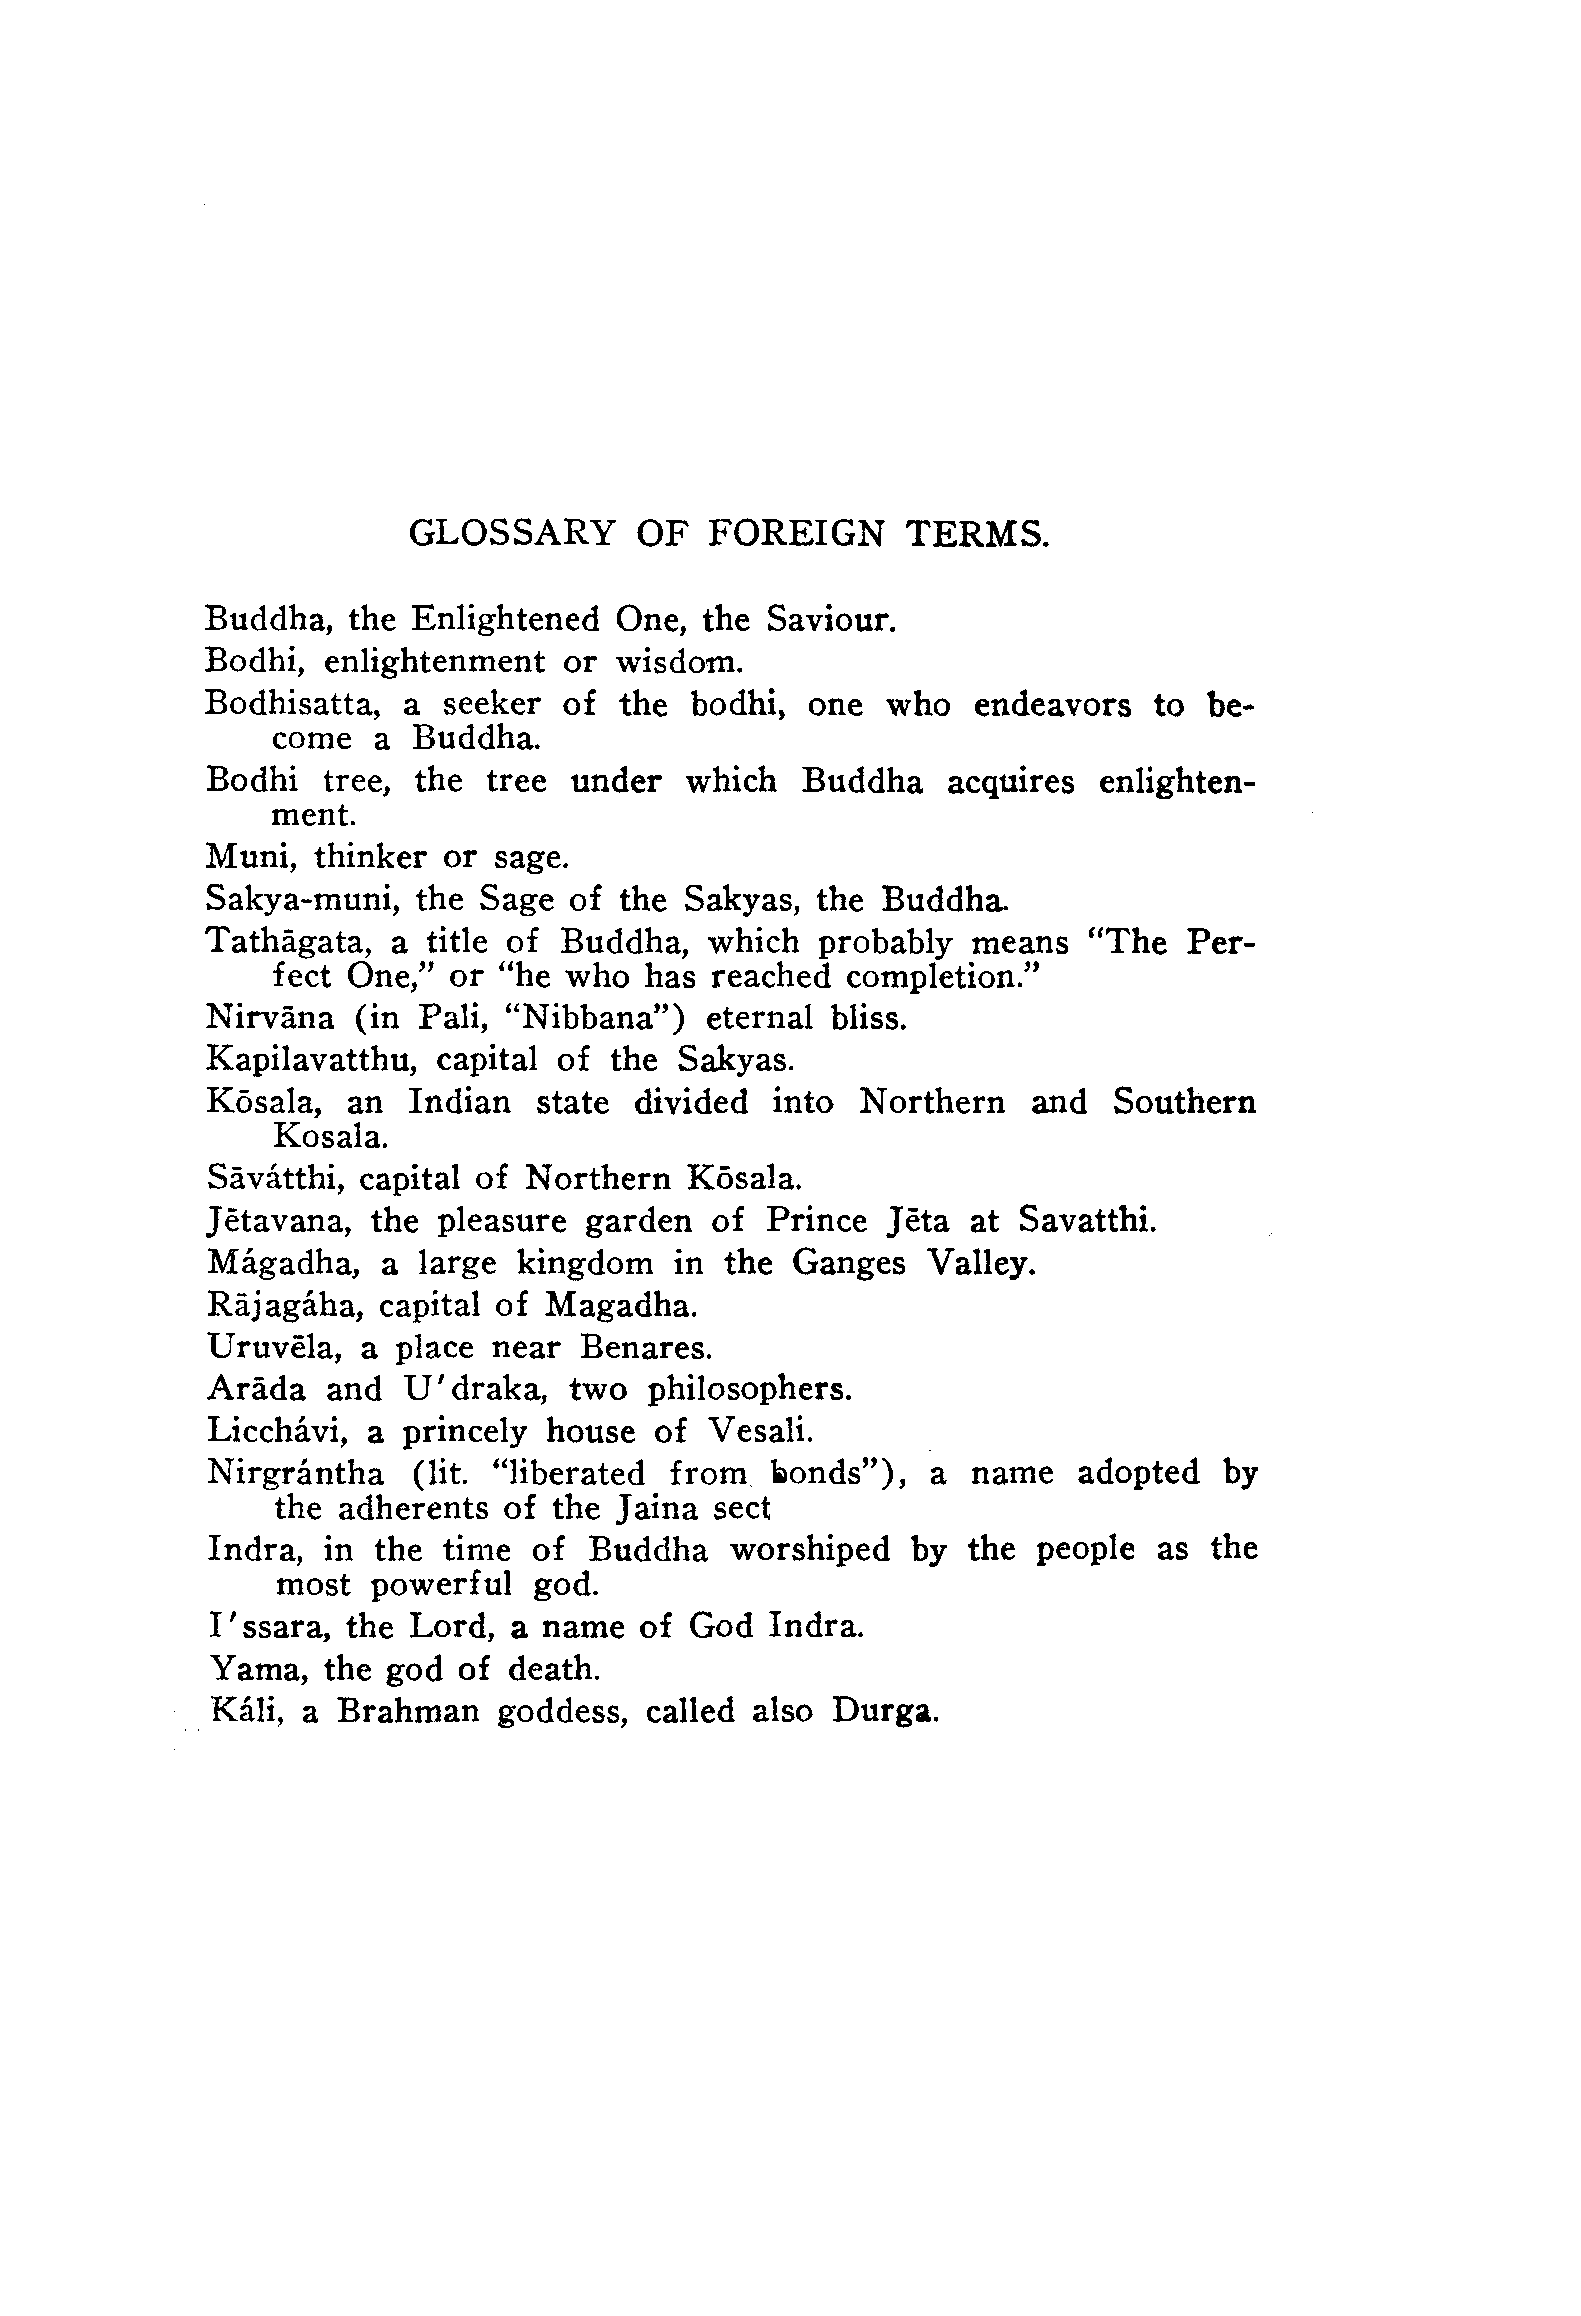 GLOSSARY OF FOREIGN TERMS.
Buddha, the Enlightened One, the Saviour.
Bodhi, enlightenment or wisdom.
Bodhisatta, a seeker of the bodhi, one who endeavors to be-
come a Buddha.
Bodhi tree, the tree under which Buddha acquires enlighten-
ment.
Muni, thinker or sage.
Sakya-muni, the Sage of the Sakyas, the Buddha.
Tathāgata, a title of Buddha, which probably means “The Per-
fect One,” or “he who has reached completion.”
Nirvāna (in Pali, “Nibbana”) eternal bliss.
Kapilavatthu, capital of the Sakyas.
Kōsala, an Indian state divided into Northern and Southern
Kosala.
Sāvátthi, capital of Northern Kōsala.
Jētavana, the pleasure garden of Prince Jēta at Savatthi.
Mágadha, a large kingdom in the Ganges Valley.
Rājagáha, capital of Magadha.
Uruvēla, a place near Benares.
Arāda and U'draka, two philosophers.
Licchávi, a princely house of Vesali.
Nirgrántha (lit. “liberated from bonds”), a name adopted by
the adherents of the Jaina sect
Indra, in the time of Buddha worshiped by the people as the
most powerful god.
I'ssara, the Lord, a name of God Indra.
Yama, the god of death.
Káli, a Brahman goddess, called also Durga.